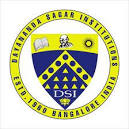 DAYANANDA SAGAR INSTITUTIONS
DSI
ESTD.1960 BANGALORE INDIA